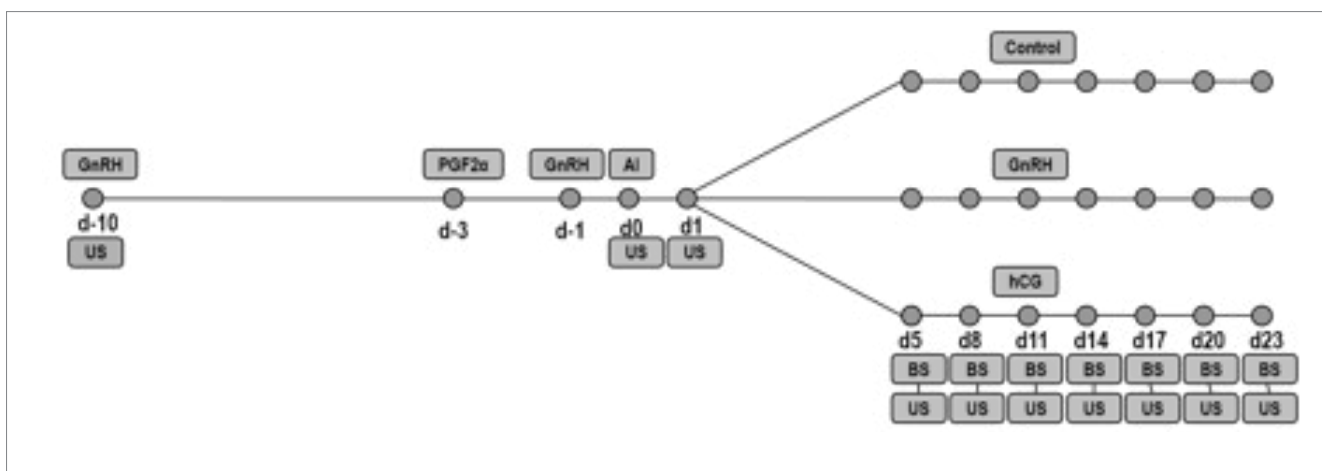 Control
GnRH PGF2α GnRH AI GnRH
d-10 d-3 d-1 d0 d1
US US US
hCG
d5 d8 d11 d14 d17 d20 d23
BS BS BS BS BS BS BS
US US US US US US US